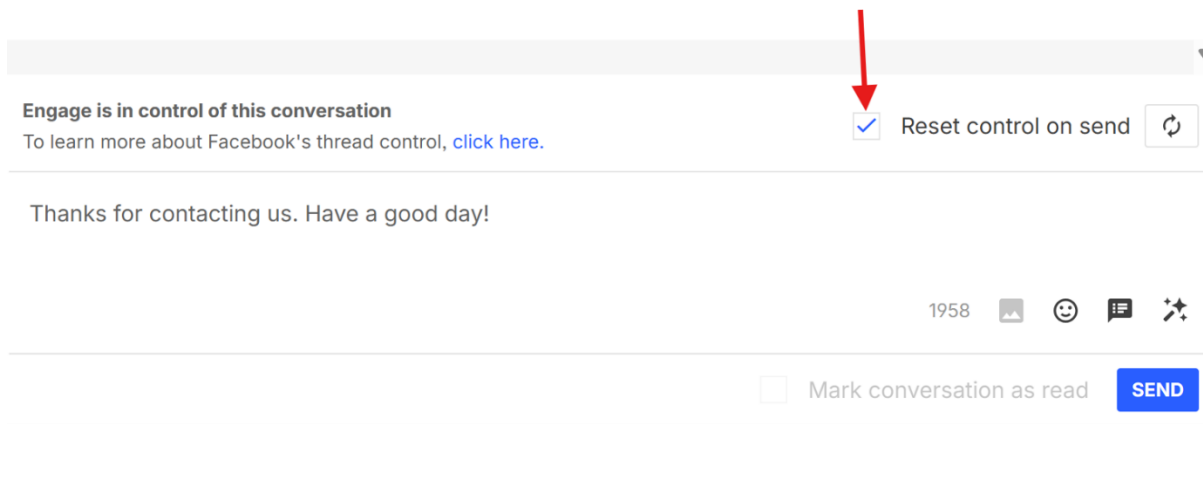 Engage is in control of this conversation
To learn more about Facebook's thread control, click here.
Reset control on send
Thanks for contacting us. Have a good day!
1958
Mark conversation as read
SEND